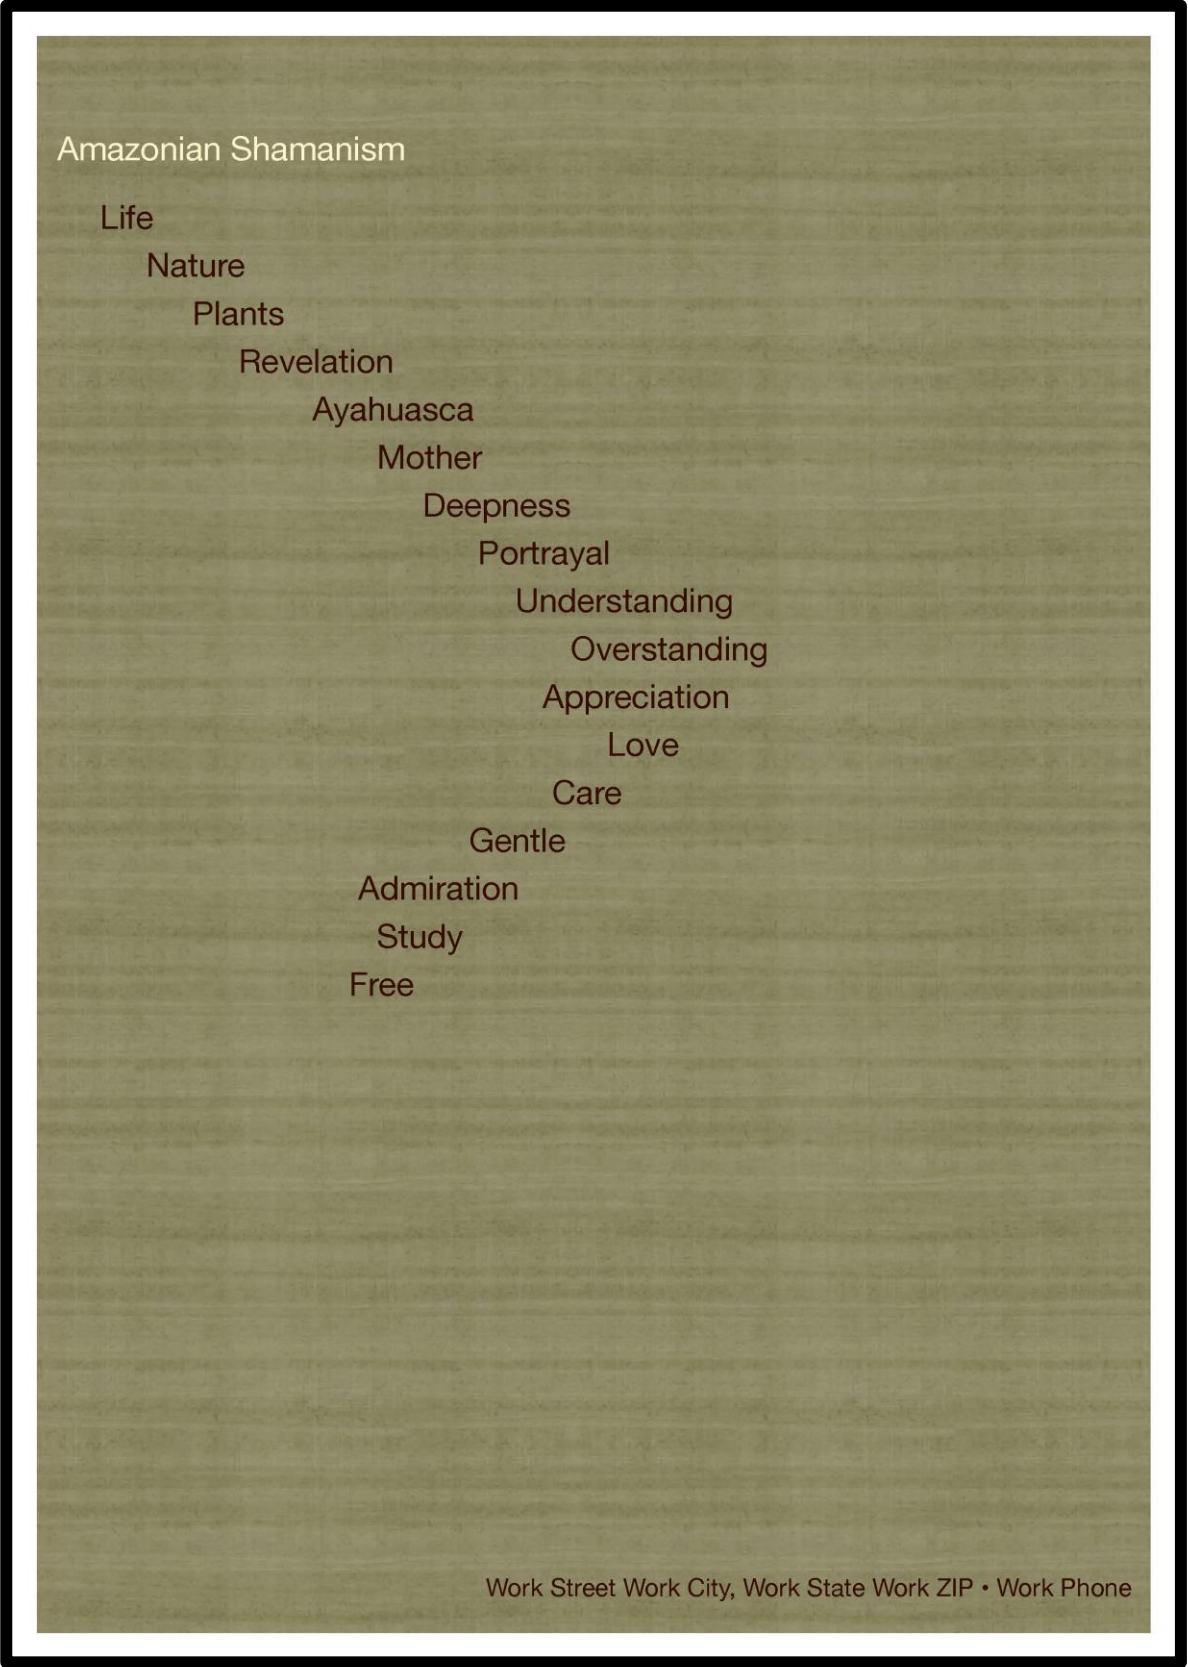 Amazonian Shamanism
Life
Nature
Plants
Revelation
Ayahuasca
Mother
Deepness
Portrayal
Understanding
Overstanding
Appreciation
Love
Care
Gentle
Admiration
Study
Free
Work Street Work City, Work State Work ZIP • Work Phone